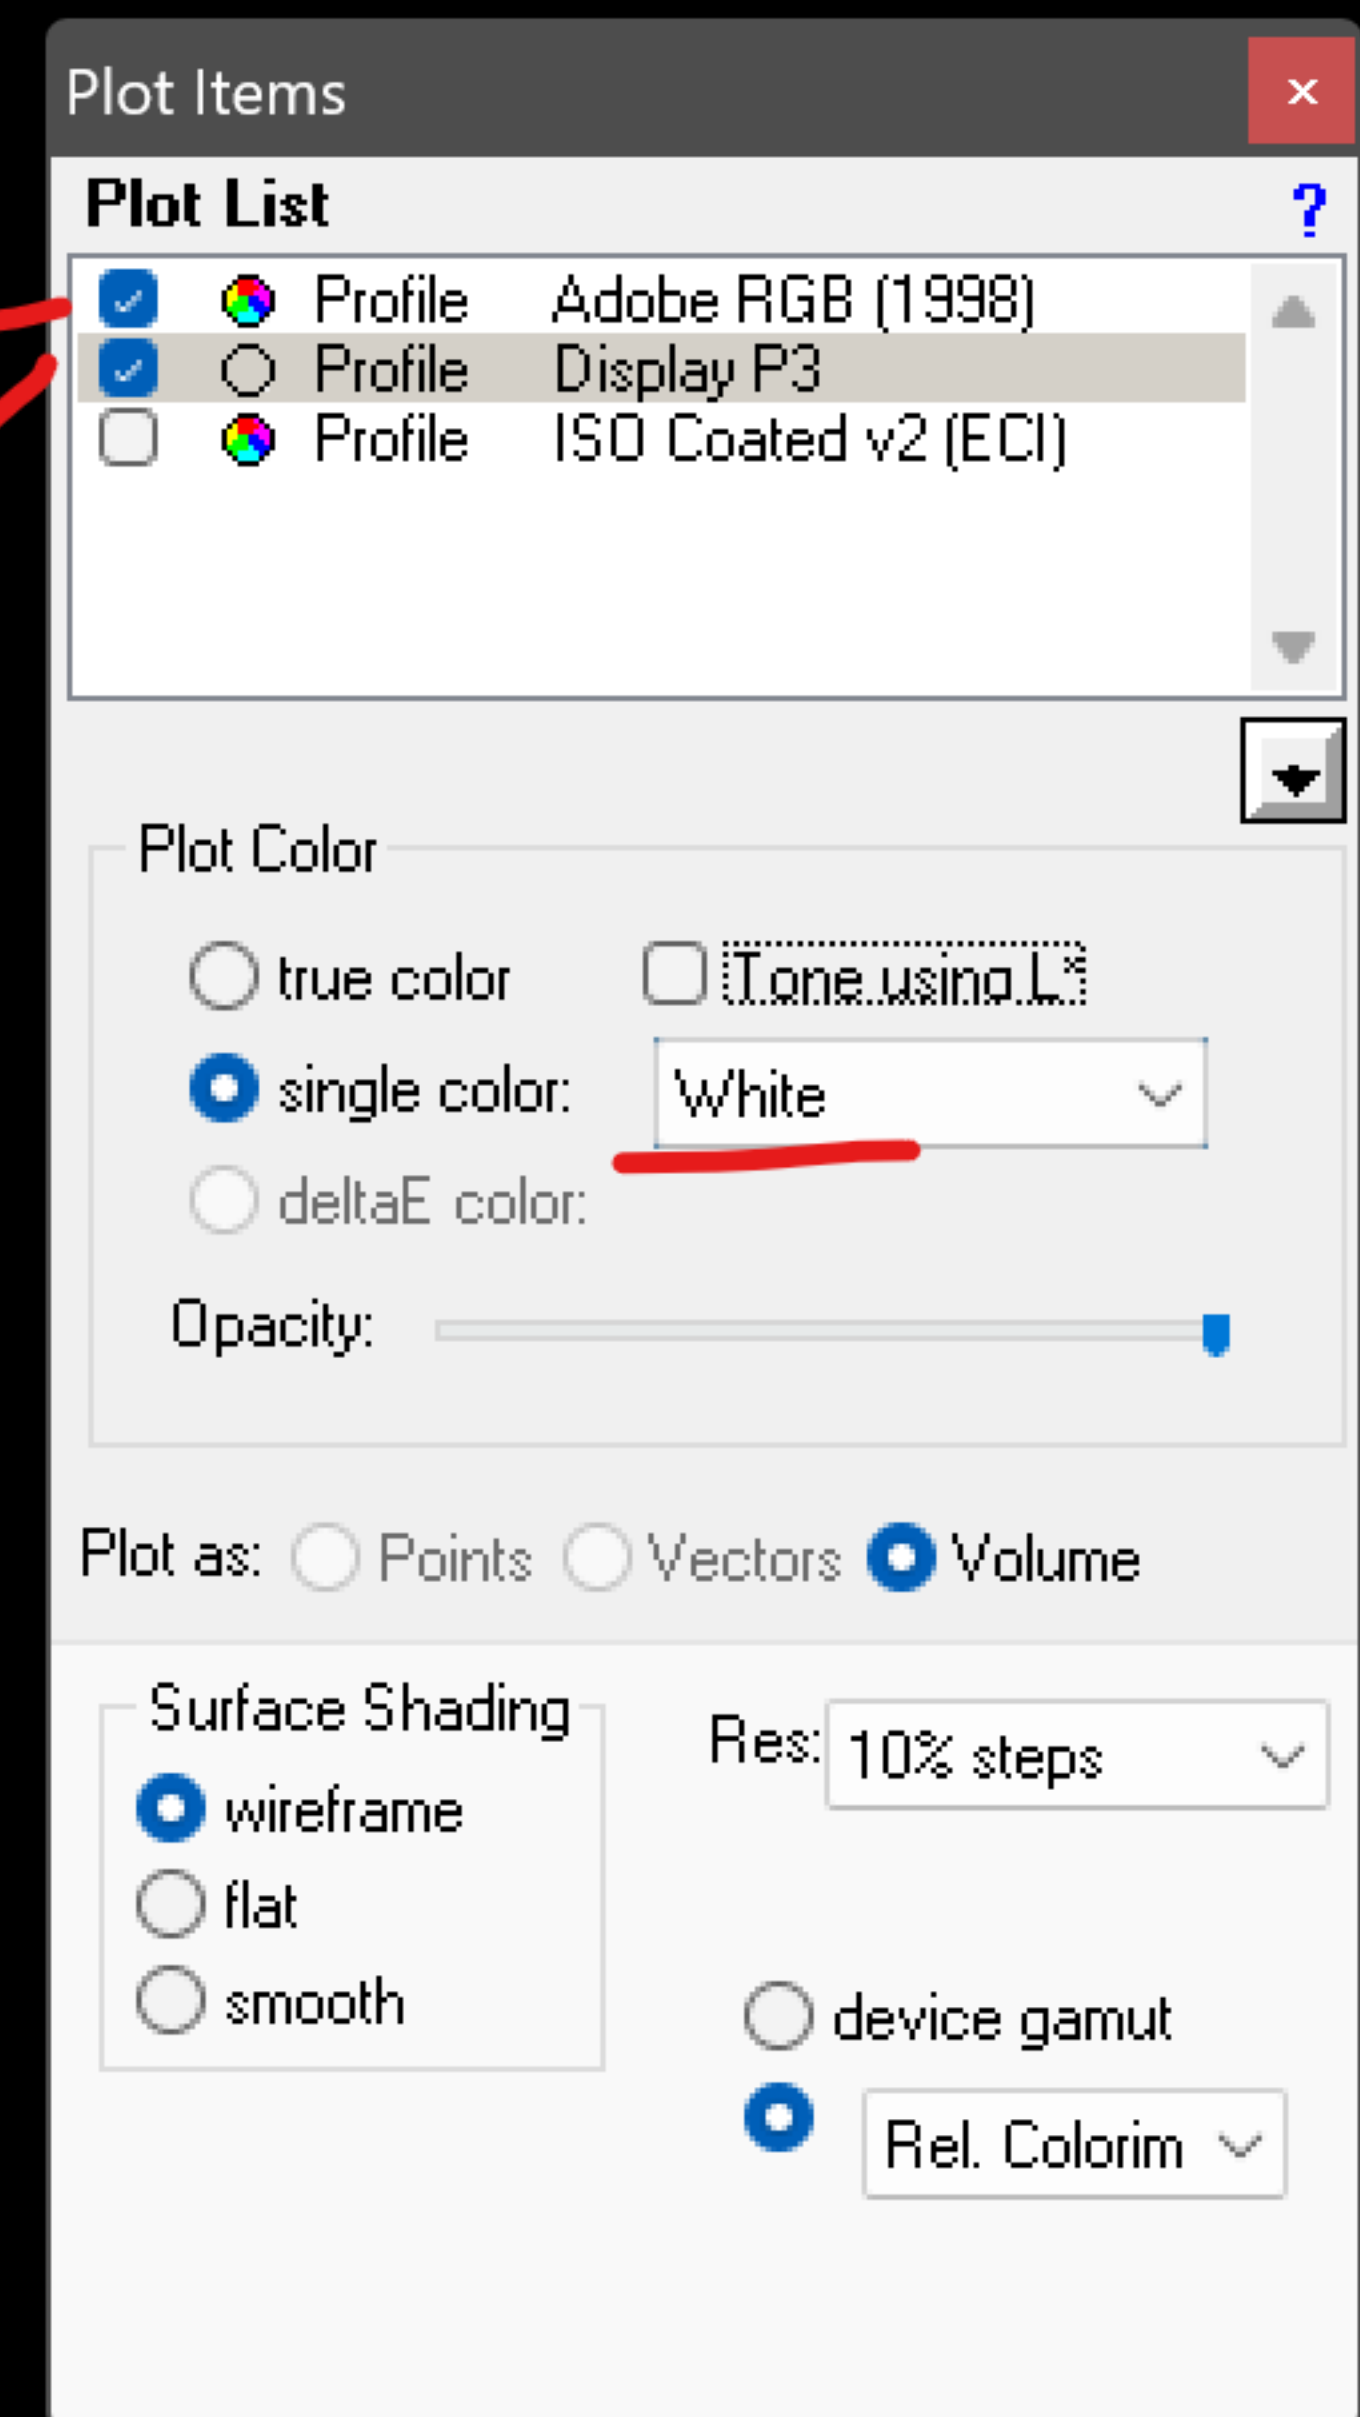 Plot Items
×
Plot List ?
Profile Adobe RGB (1998)
Profile Display P3
Profile ISO Coated v2 (ECI)
Plot Color
true color Tone using L*
single color: White
deltaE color:
Opacity:
Plot as: Points Vectors Volume
Surface Shading Res: 10% steps
wireframe
flat
smooth
device gamut
Rel. Colorim